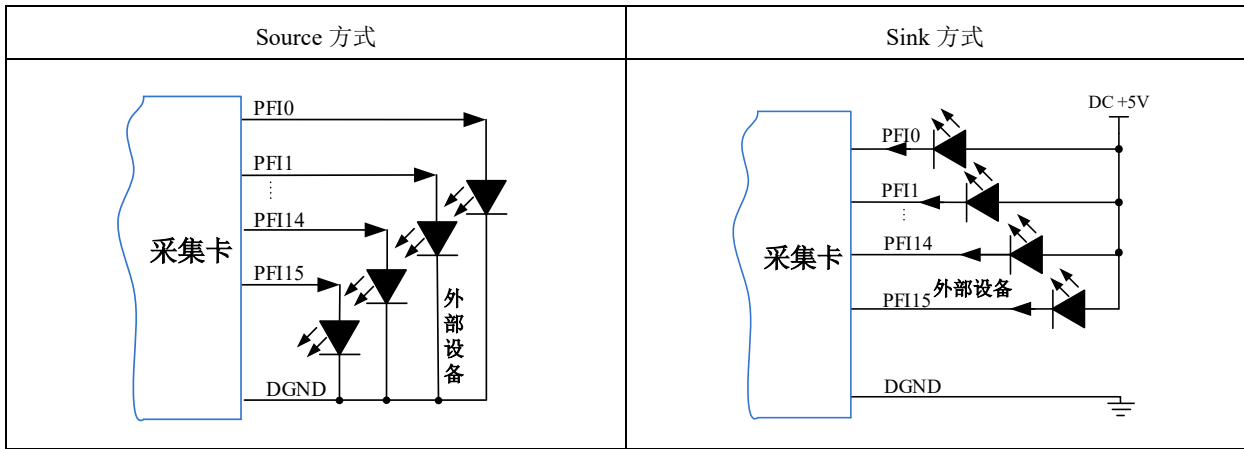 Source 方式
Sink 方式
PFI0
PFI1
⋮
PFI14
PFI15
DGND
采集卡
外部设备
DC +5V
PFI0
PFI1
⋮
PFI14
PFI15
DGND
采集卡
外部设备